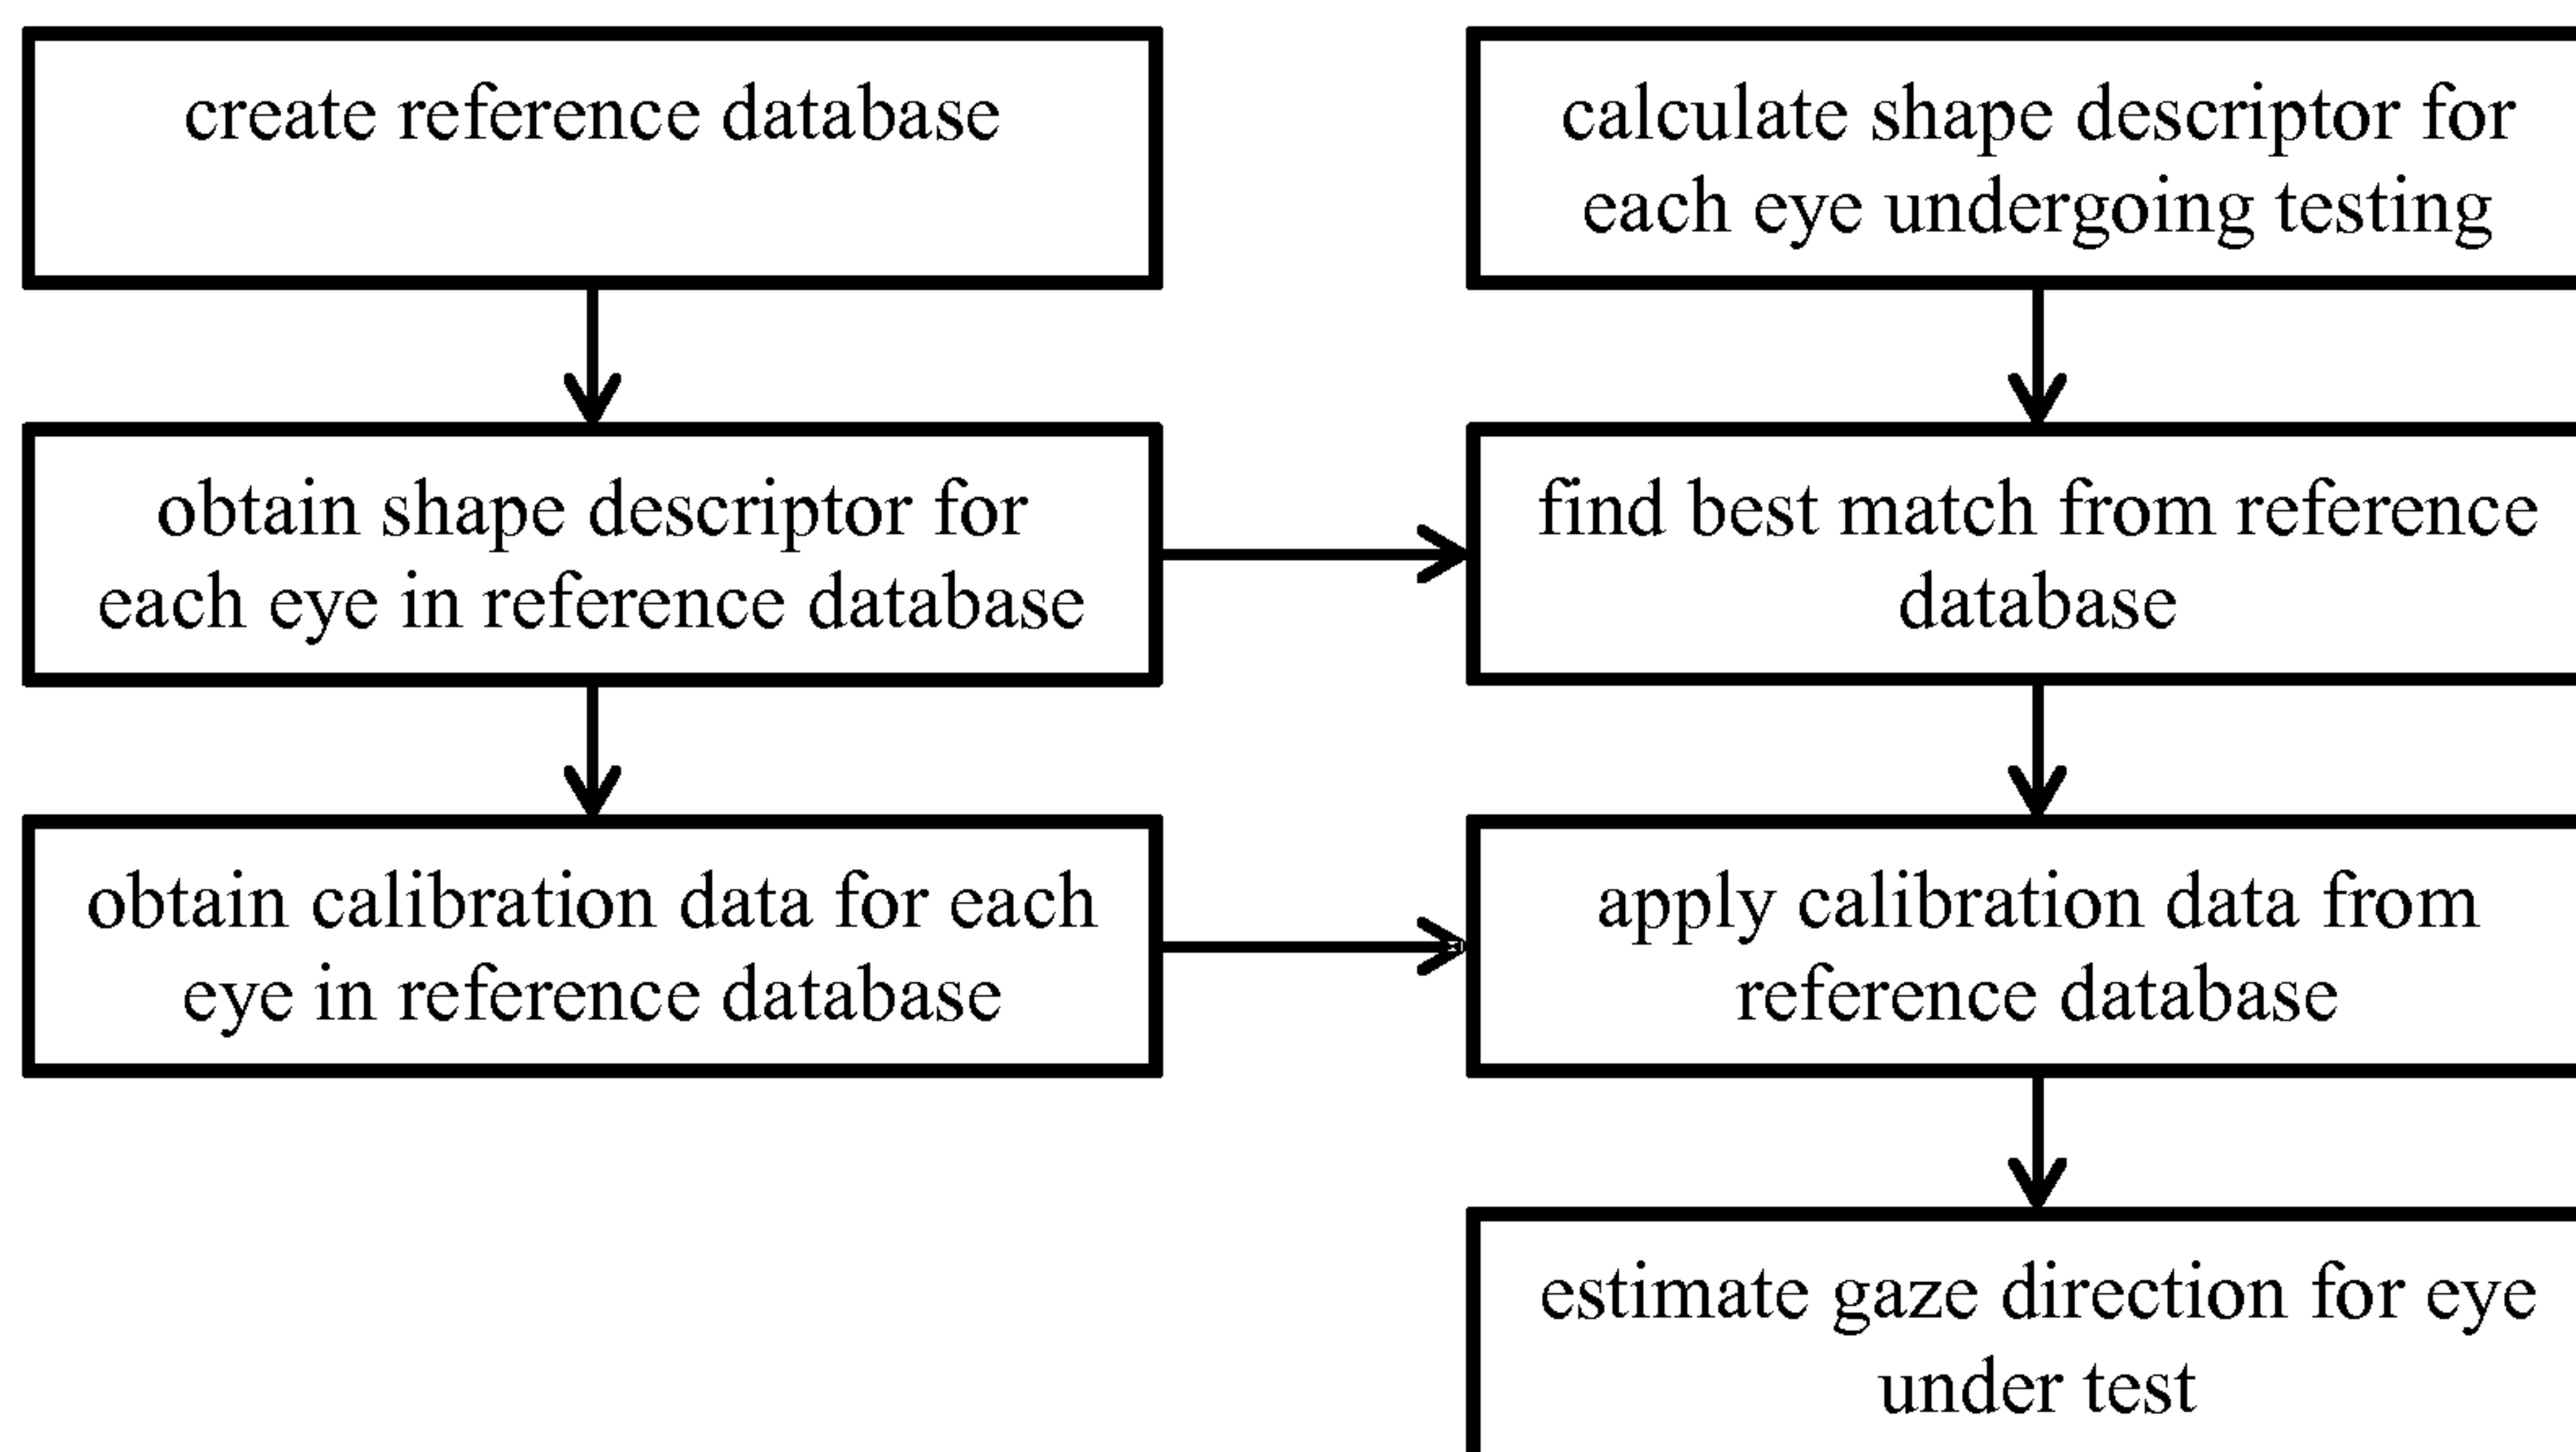 create reference database
calculate shape descriptor for
each eye undergoing testing
obtain shape descriptor for
each eye in reference database
find best match from reference
database
obtain calibration data for each
eye in reference database
apply calibration data from
reference database
estimate gaze direction for eye
under test